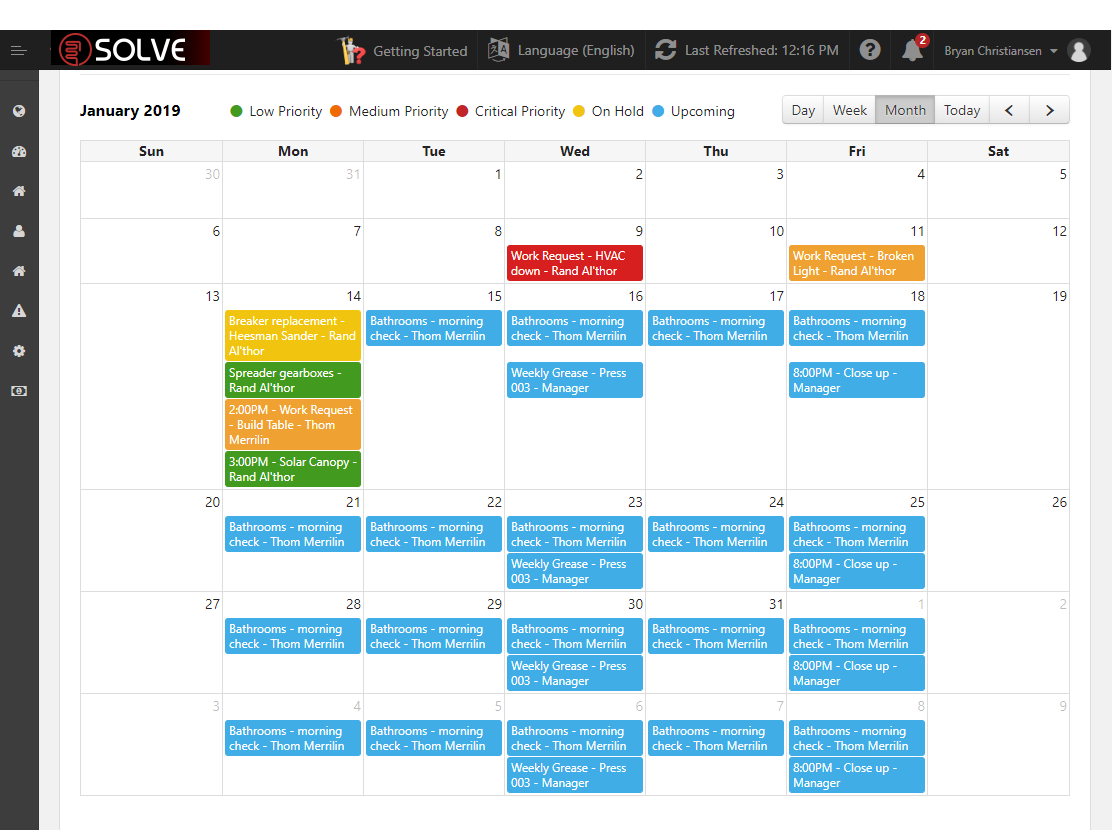 SOLVE
Getting Started
Language (English)
Last Refreshed: 12:16 PM
2
Bryan Christiansen
January 2019
Low Priority
Medium Priority
Critical Priority
On Hold
Upcoming
Day
Week
Month
Today
Sun Mon Tue Wed Thu Fri Sat
30 31 1 2 3 4 5
6 7 8 9 10 11 12
Work Request - HVAC
down - Rand Al'thor
Work Request - Broken
Light - Rand Al'thor
13 14 15 16 17 18 19
Breaker replacement -
Heesman Sander - Rand
Al'thor
Spreader gearboxes -
Rand Al'thor
2:00PM - Work Request
- Build Table - Thom
Merrilin
3:00PM - Solar Canopy -
Rand Al'thor
Bathrooms - morning
check - Thom Merrilin
Bathrooms - morning
check - Thom Merrilin
Weekly Grease - Press
003 - Manager
Bathrooms - morning
check - Thom Merrilin
Bathrooms - morning
check - Thom Merrilin
8:00PM - Close up -
Manager
20 21 22 23 24 25 26
Bathrooms - morning
check - Thom Merrilin
Bathrooms - morning
check - Thom Merrilin
Bathrooms - morning
check - Thom Merrilin
Weekly Grease - Press
003 - Manager
Bathrooms - morning
check - Thom Merrilin
Bathrooms - morning
check - Thom Merrilin
8:00PM - Close up -
Manager
27 28 29 30 31 1 2
Bathrooms - morning
check - Thom Merrilin
Bathrooms - morning
check - Thom Merrilin
Bathrooms - morning
check - Thom Merrilin
Weekly Grease - Press
003 - Manager
Bathrooms - morning
check - Thom Merrilin
Bathrooms - morning
check - Thom Merrilin
8:00PM - Close up -
Manager
3 4 5 6 7 8 9
Bathrooms - morning
check - Thom Merrilin
Bathrooms - morning
check - Thom Merrilin
Bathrooms - morning
check - Thom Merrilin
Weekly Grease - Press
003 - Manager
Bathrooms - morning
check - Thom Merrilin
Bathrooms - morning
check - Thom Merrilin
8:00PM - Close up -
Manager